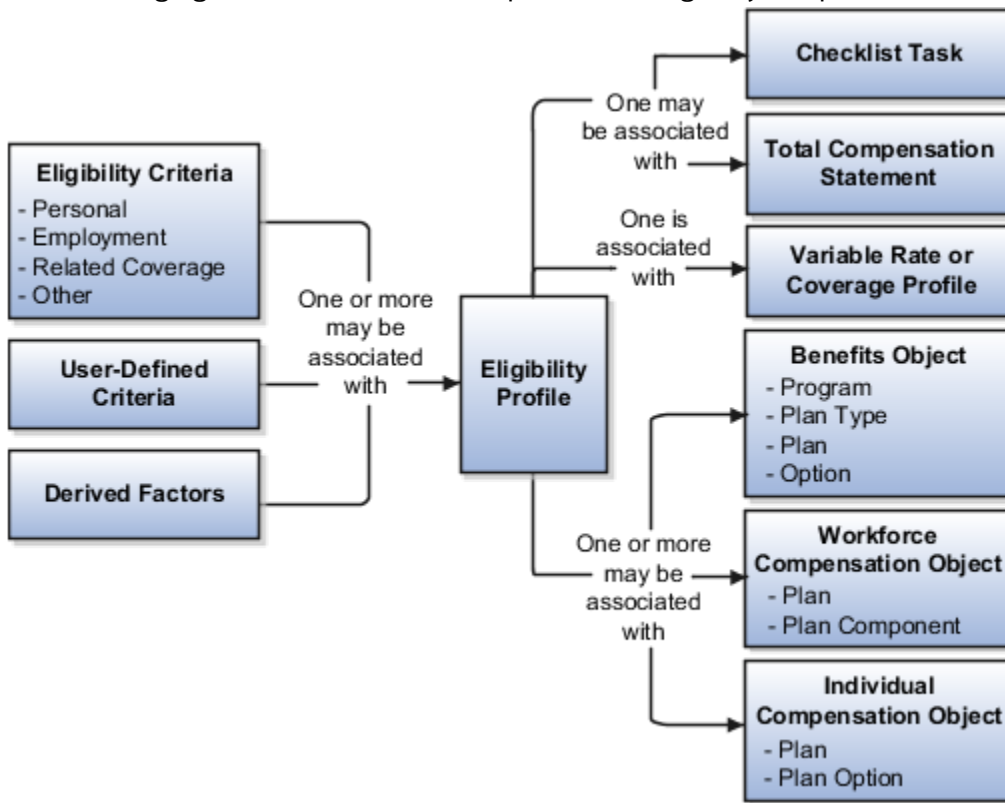 Checklist Task
One may
be associated
with
Total Compensation
Statement
Eligibility Criteria
- Personal
- Employment
- Related Coverage
- Other
One is
associated
with
Variable Rate or
Coverage Profile
One or more
may be
associated
with
User-Defined
Criteria
Derived Factors
Eligibility
Profile
Benefits Object
- Program
- Plan Type
- Plan
- Option
One or more
may be
associated
with
Workforce
Compensation Object
- Plan
- Plan Component
Individual
Compensation Object
- Plan
- Plan Option